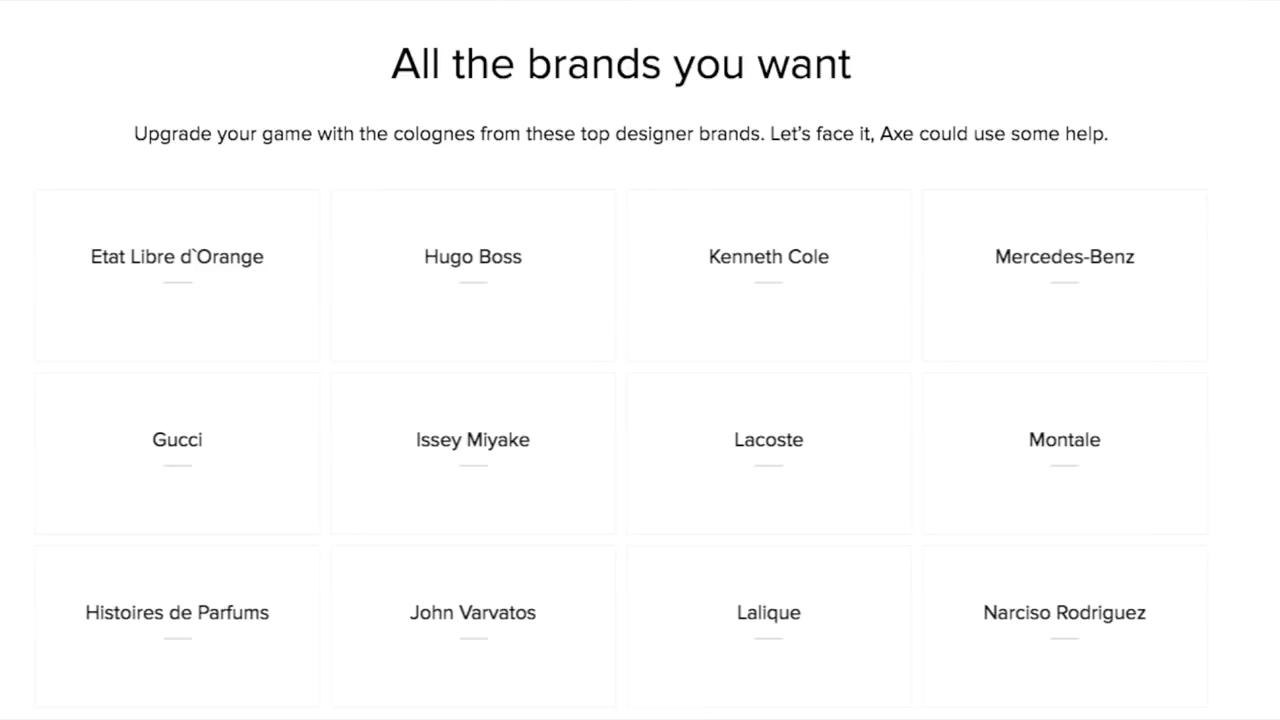 All the brands you want
Upgrade your game with the colognes from these top designer brands. Let’s face it, Axe could use some help.
Etat Libre d`Orange
Hugo Boss
Kenneth Cole
Mercedes-Benz
Gucci
Issey Miyake
Lacoste
Montale
Histoires de Parfums
John Varvatos
Lalique
Narciso Rodriguez